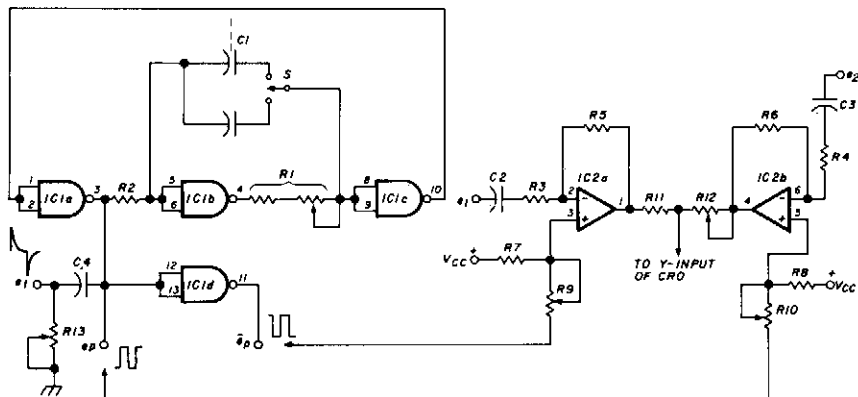 C1
S
1
2
IC1a
3
R2
5
6
IC1b
4
R1
8
9
IC1c
10
e1
C4
R13
ep
12
13
IC1d
11
ēp
e1
C2
R3
R5
2
3
IC2a
1
R11
R12
TO Y-INPUT
OF CRO
VCC
+
R7
R9
R6
4
IC2b
6
5
e2
C3
R4
R8
+
VCC
R10